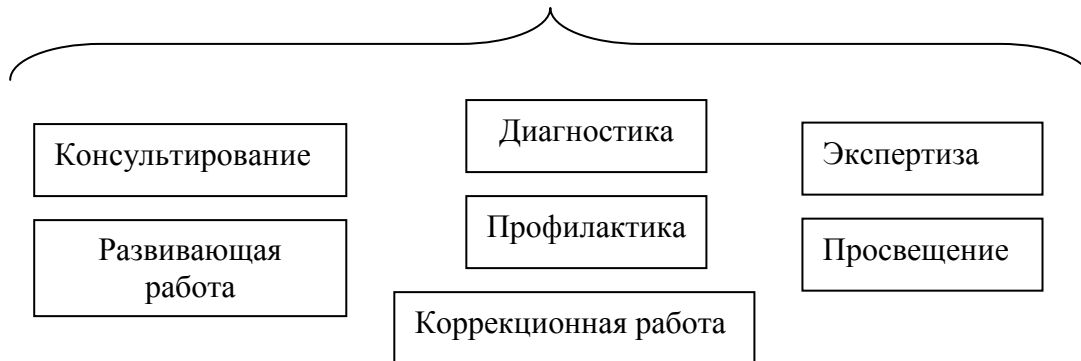 Консультирование
Диагностика
Экспертиза
Развивающая
работа
Профилактика
Просвещение
Коррекционная работа